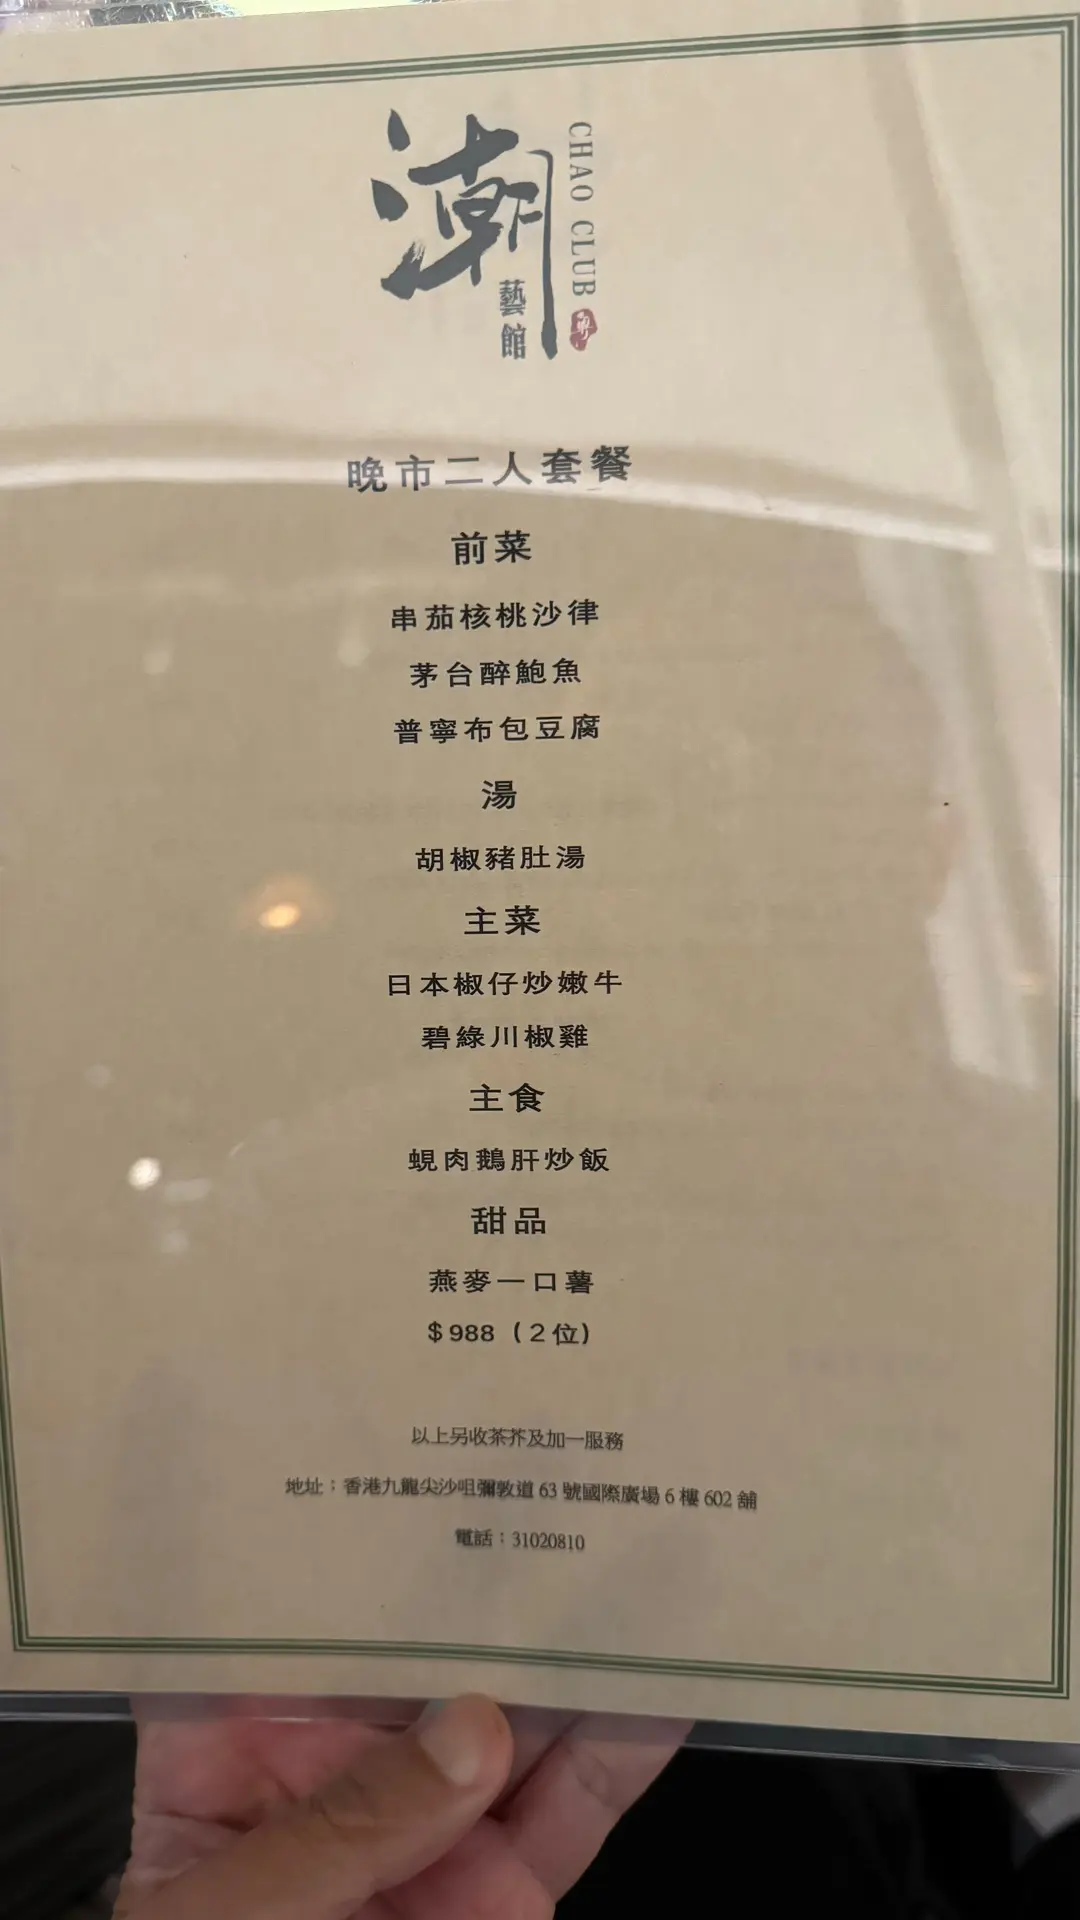 潮
藝館
CHAO CLUB
粵
晚市二人套餐
前菜
串茄核桃沙律
茅台醉鮑魚
普寧布包豆腐
湯
胡椒豬肚湯
主菜
日本椒仔炒嫩牛
碧綠川椒雞
主食
蜆肉鵝肝炒飯
甜品
燕麥一口薯
$988（2位）
以上另收茶芥及加一服務
地址：香港九龍尖沙咀彌敦道 63 號國際廣場 6 樓 602 舖
電話：31020810